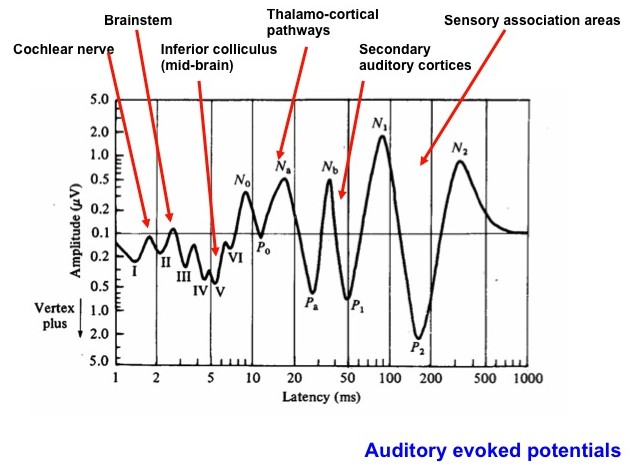 Thalamo-cortical
pathways
Brainstem
Sensory association areas
Cochlear nerve
Inferior colliculus
(mid-brain)
Secondary
auditory cortices
5.0
2.0
1.0
0.5
0.2
0.1
0.2
0.5
1.0
2.0
5.0
Amplitude (μV)
Vertex
plus
I
II
III
IV
V
VI
N0
P0
Na
Pa
Nb
P1
N1
P2
N2
1 2 5 10 20 50 100 200 500 1000
Latency (ms)
Auditory evoked potentials